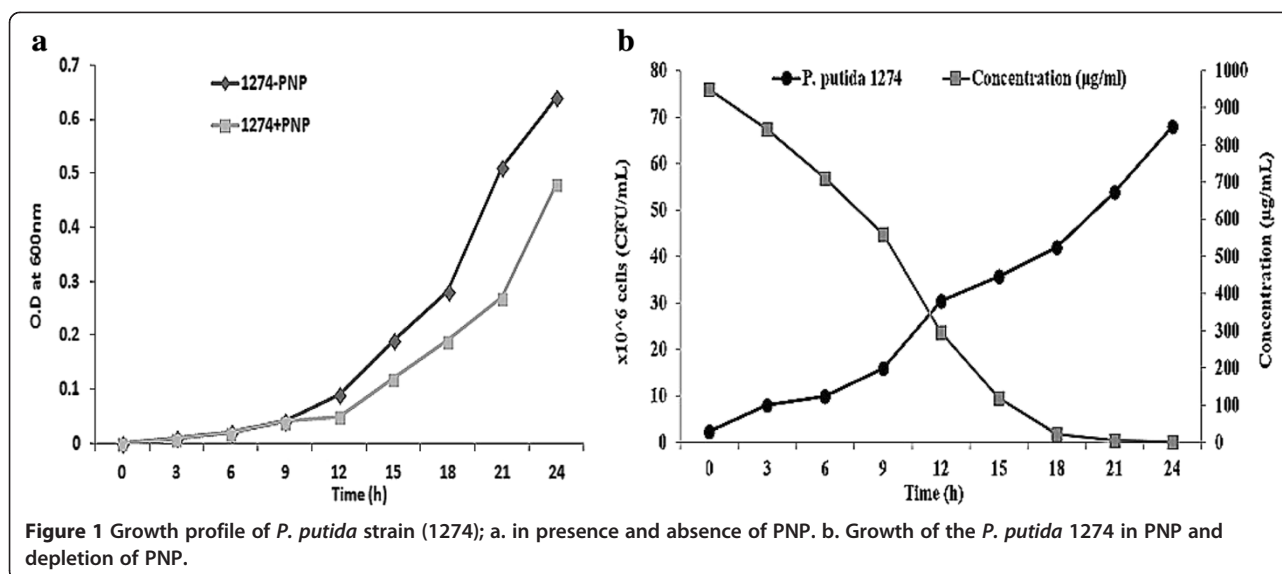 a
0.7
0.6
0.5
0.4
0.3
0.2
0.1
0
O.D at 600nm
1274-PNP
1274+PNP
0 3 6 9 12 15 18 21 24
Time (h)
b
80
70
60
50
40
30
20
10
0
x10^6 cells (CFU/mL)
P. putida 1274
Concentration (µg/ml)
1000
900
800
700
600
500
400
300
200
100
0
Concentration (µg/mL)
0 3 6 9 12 15 18 21 24
Time (h)
Figure 1 Growth profile of P. putida strain (1274); a. in presence and absence of PNP. b. Growth of the P. putida 1274 in PNP and
depletion of PNP.